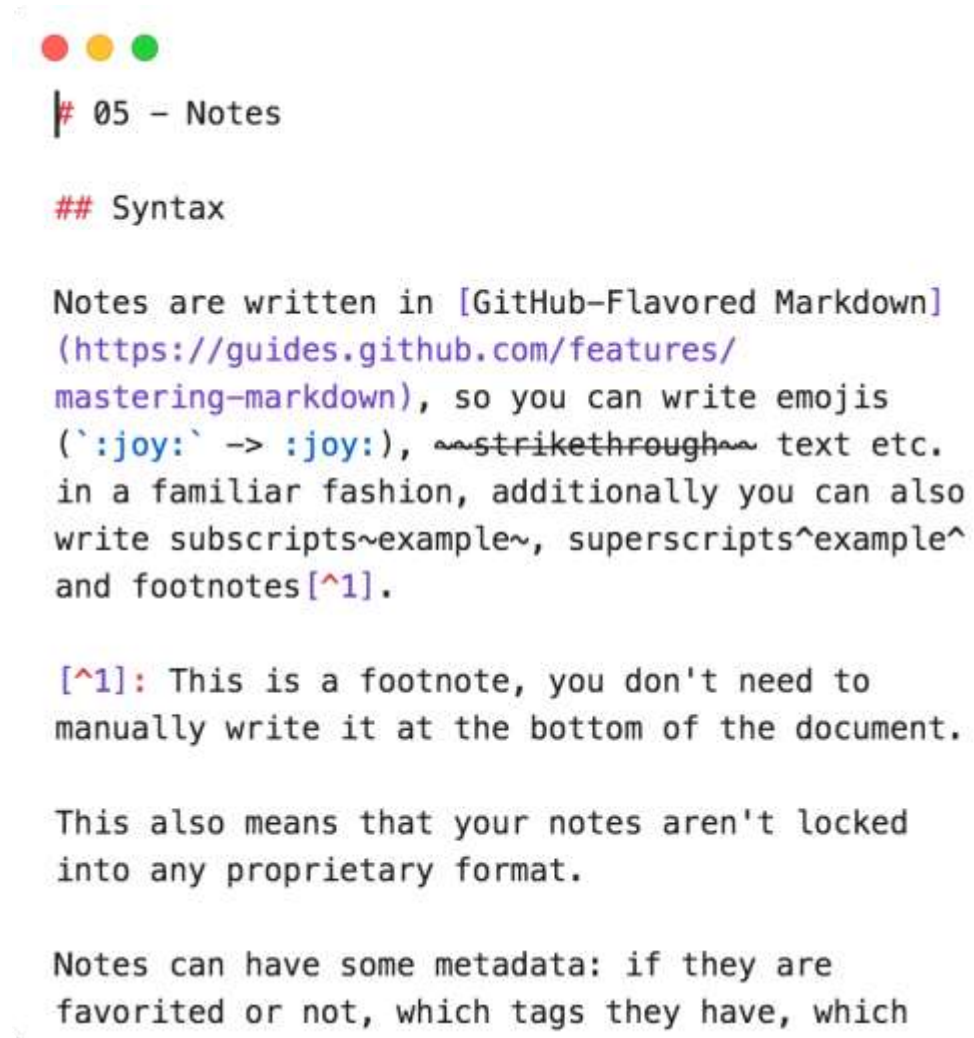 # 05 – Notes
## Syntax
Notes are written in [GitHub-Flavored Markdown]
(https://guides.github.com/features/
mastering-markdown), so you can write emojis
(`:joy:` -> :joy:), ~~strikethrough~~ text etc.
in a familiar fashion, additionally you can also
write subscripts~example~, superscripts^example^
and footnotes[^1].
[^1]: This is a footnote, you don't need to
manually write it at the bottom of the document.
This also means that your notes aren't locked
into any proprietary format.
Notes can have some metadata: if they are
favorited or not, which tags they have, which